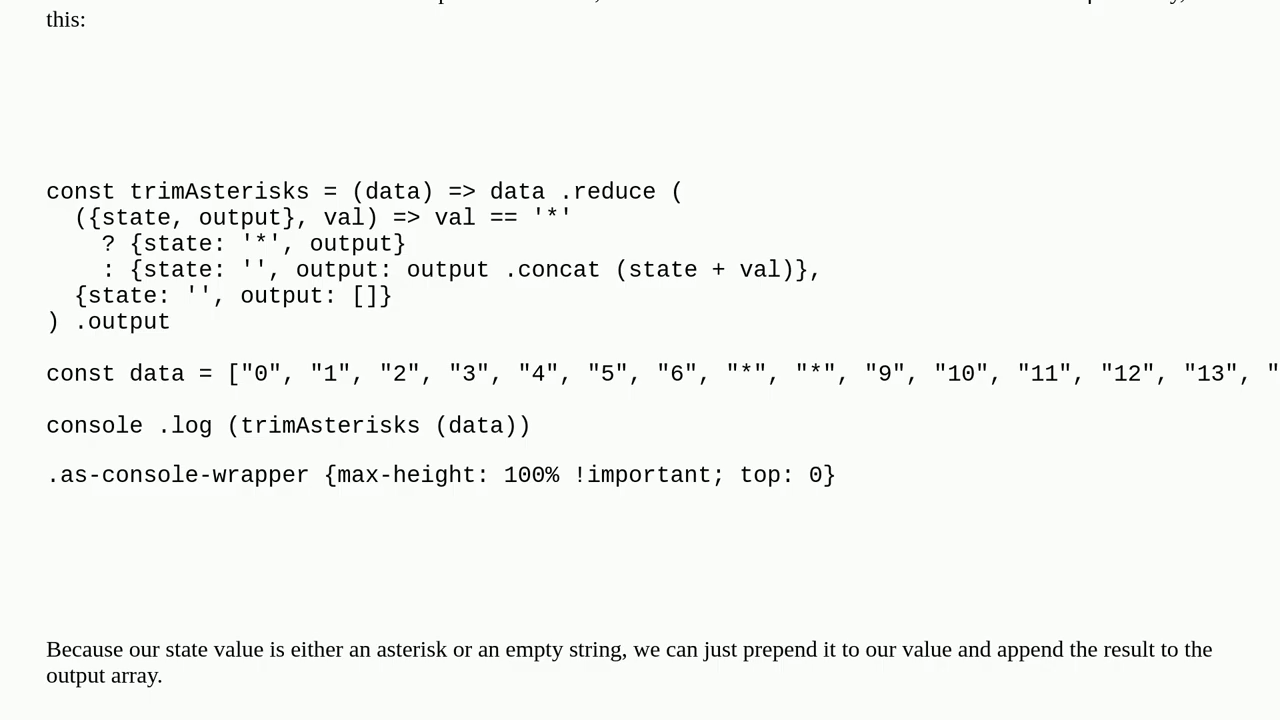 this:
const trimAsterisks = (data) => data .reduce (
  ({state, output}, val) => val == '*'
    ? {state: '*', output}
    : {state: '', output: output .concat (state + val)},
  {state: '', output: []}
) .output
const data = ["0", "1", "2", "3", "4", "5", "6", "*", "*", "9", "10", "11", "12", "13", "
console .log (trimAsterisks (data))
.as-console-wrapper {max-height: 100% !important; top: 0}
Because our state value is either an asterisk or an empty string, we can just prepend it to our value and append the result to the
output array.